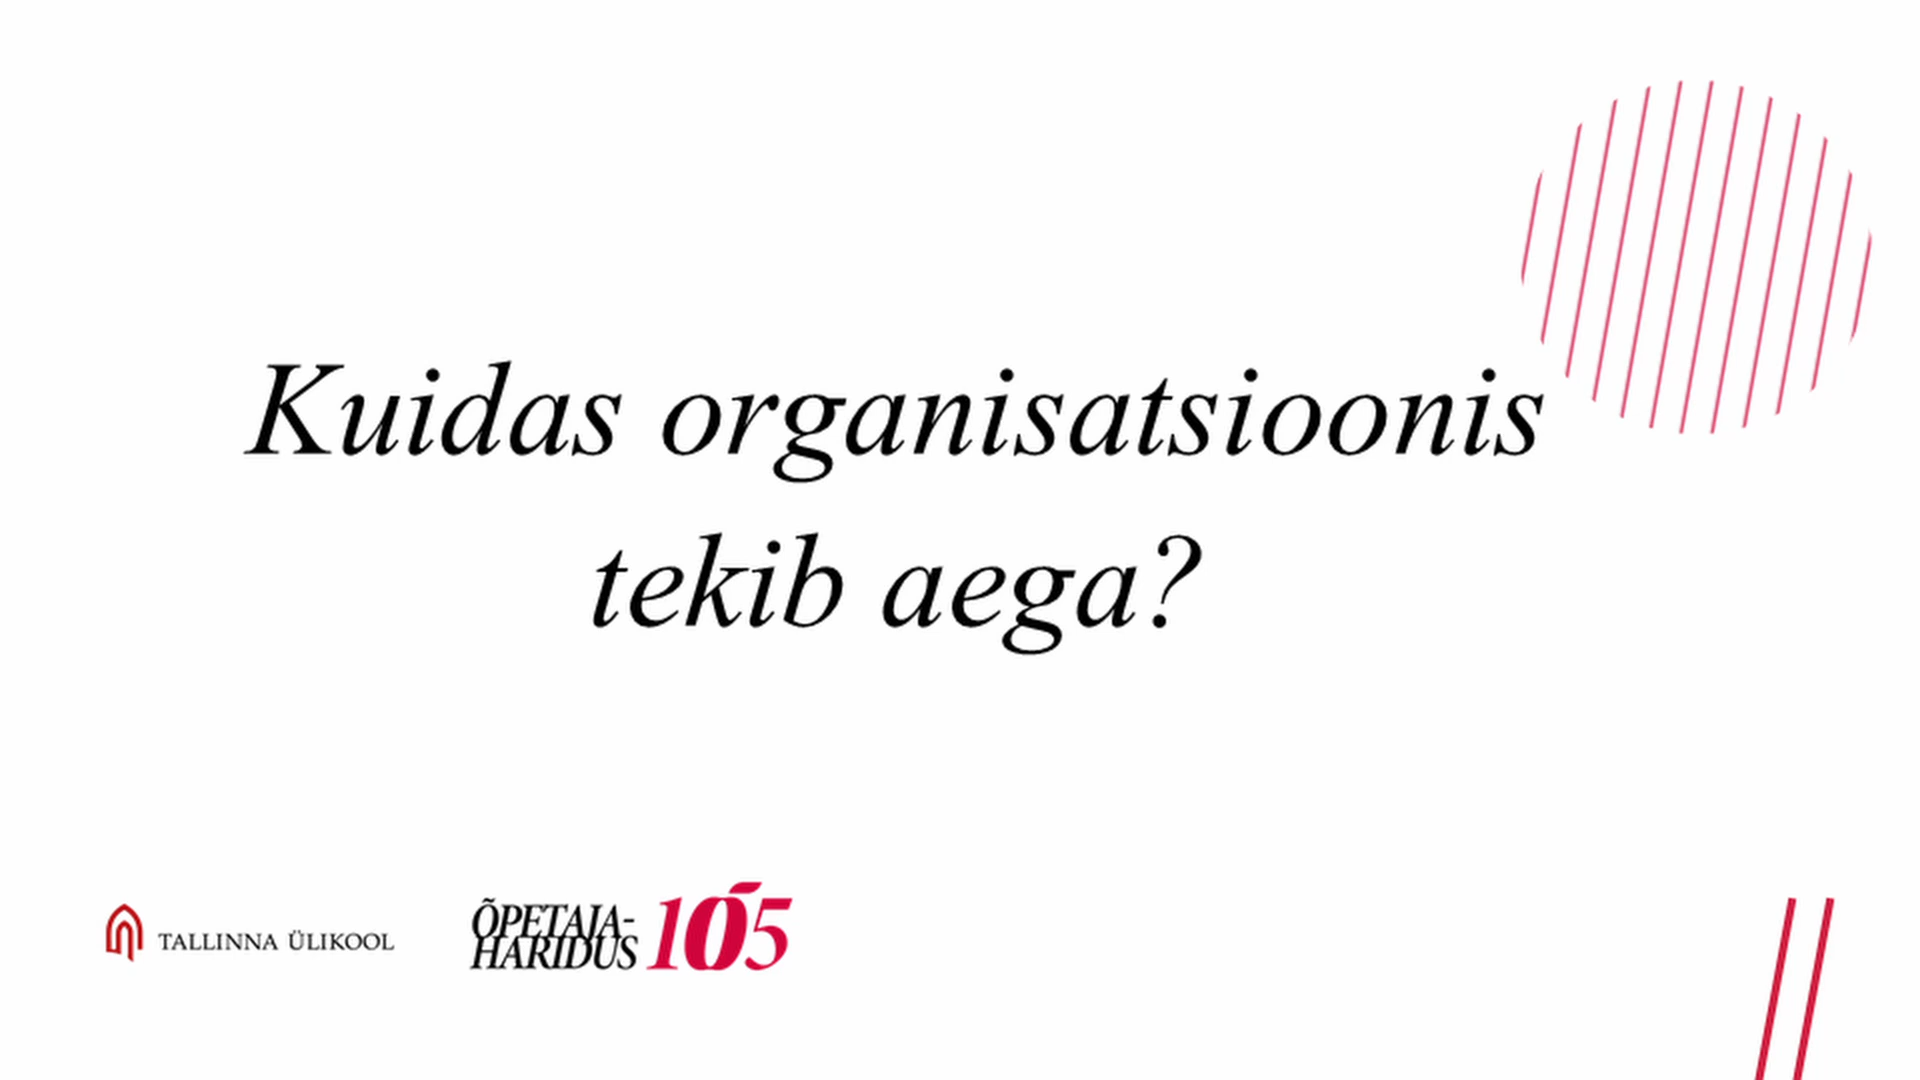 Kuidas organisatsioonis
tekib aega?
TALLINNA ÜLIKOOL
ÕPETAJA-
HARIDUS
105